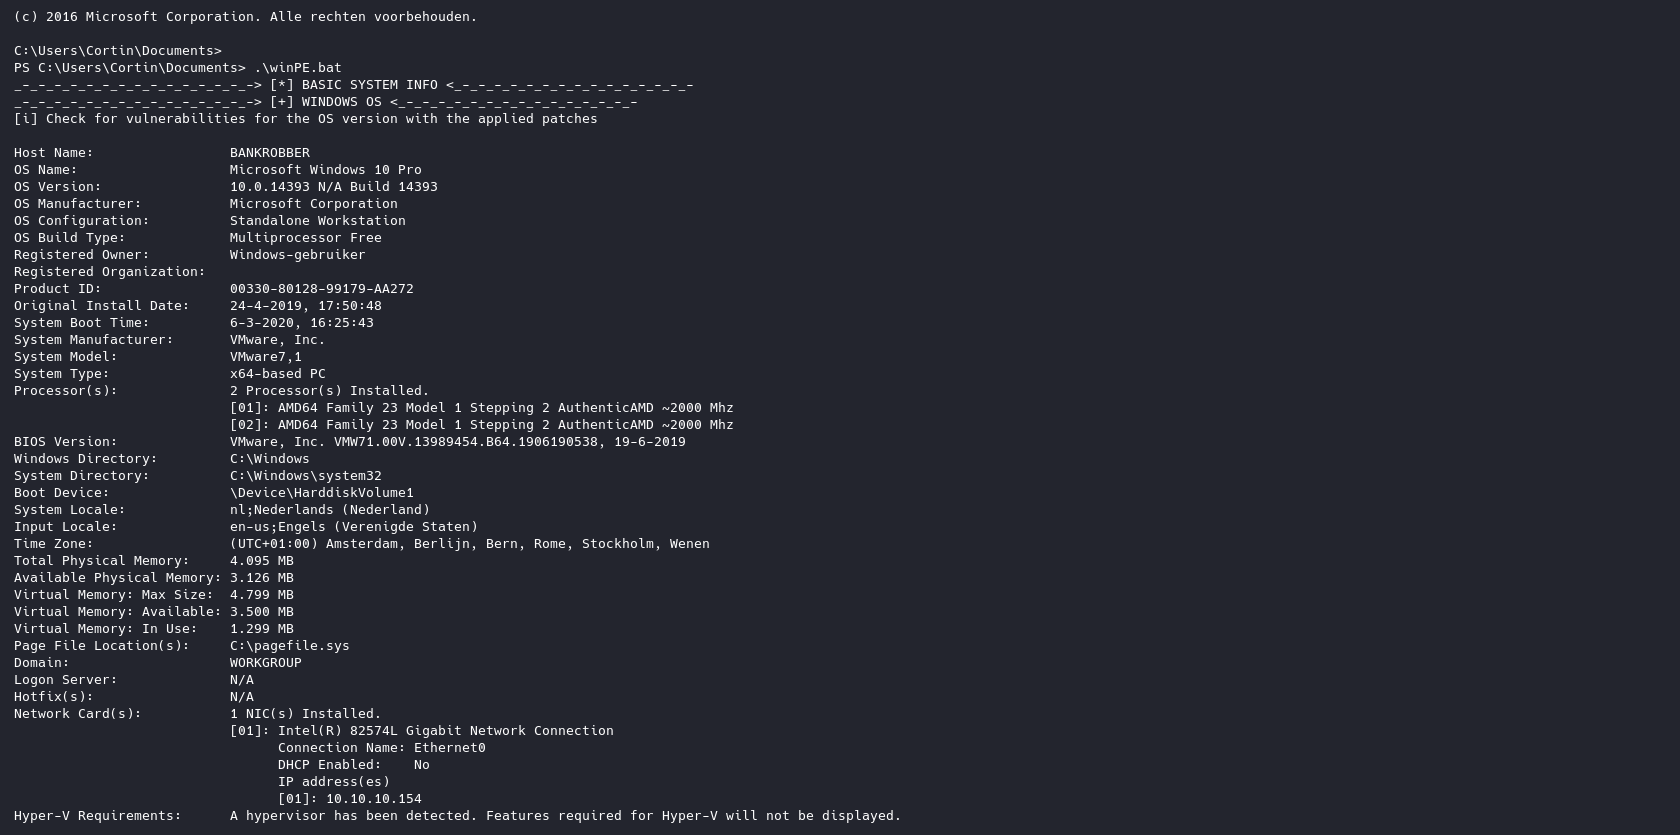 (c) 2016 Microsoft Corporation. Alle rechten voorbehouden.
C:\Users\Cortin\Documents>
PS C:\Users\Cortin\Documents> .\winPE.bat
_-_-_-_-_-_-_-_-_-_-_-_-_-_-_-> [*] BASIC SYSTEM INFO <_-_-_-_-_-_-_-_-_-_-_-_-_-_-_-
_-_-_-_-_-_-_-_-_-_-_-_-_-_-_-> [+] WINDOWS OS <_-_-_-_-_-_-_-_-_-_-_-_-_-_-_-
[i] Check for vulnerabilities for the OS version with the applied patches
Host Name:                 BANKROBBER
OS Name:                   Microsoft Windows 10 Pro
OS Version:                10.0.14393 N/A Build 14393
OS Manufacturer:           Microsoft Corporation
OS Configuration:          Standalone Workstation
OS Build Type:             Multiprocessor Free
Registered Owner:          Windows-gebruiker
Registered Organization:
Product ID:                00330-80128-99179-AA272
Original Install Date:     24-4-2019, 17:50:48
System Boot Time:          6-3-2020, 16:25:43
System Manufacturer:       VMware, Inc.
System Model:              VMware7,1
System Type:               x64-based PC
Processor(s):              2 Processor(s) Installed.
                           [01]: AMD64 Family 23 Model 1 Stepping 2 AuthenticAMD ~2000 Mhz
                           [02]: AMD64 Family 23 Model 1 Stepping 2 AuthenticAMD ~2000 Mhz
BIOS Version:              VMware, Inc. VMW71.00V.13989454.B64.1906190538, 19-6-2019
Windows Directory:         C:\Windows
System Directory:          C:\Windows\system32
Boot Device:               \Device\HarddiskVolume1
System Locale:             nl;Nederlands (Nederland)
Input Locale:              en-us;Engels (Verenigde Staten)
Time Zone:                 (UTC+01:00) Amsterdam, Berlijn, Bern, Rome, Stockholm, Wenen
Total Physical Memory:     4.095 MB
Available Physical Memory: 3.126 MB
Virtual Memory: Max Size:  4.799 MB
Virtual Memory: Available: 3.500 MB
Virtual Memory: In Use:    1.299 MB
Page File Location(s):     C:\pagefile.sys
Domain:                    WORKGROUP
Logon Server:              N/A
Hotfix(s):                 N/A
Network Card(s):           1 NIC(s) Installed.
                           [01]: Intel(R) 82574L Gigabit Network Connection
                                 Connection Name: Ethernet0
                                 DHCP Enabled:    No
                                 IP address(es)
                                 [01]: 10.10.10.154
Hyper-V Requirements:      A hypervisor has been detected. Features required for Hyper-V will not be displayed.